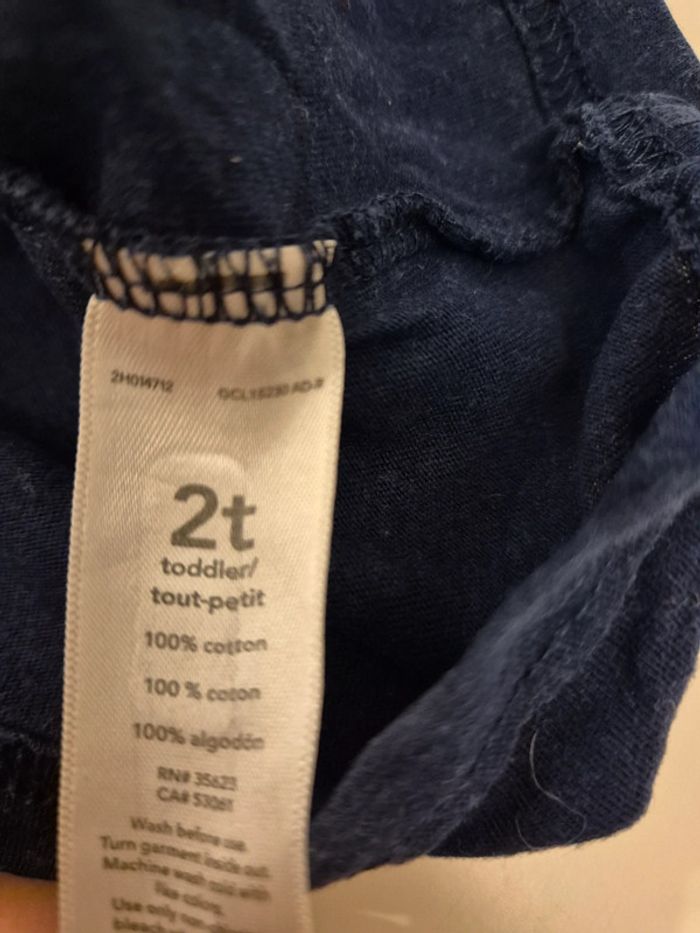 2H014712
2t
toddler/
tout-petit
100% cotton
100 % coton
100% algodón
RN# 35623
CA# 53061
Wash before use.
Turn garment inside out.
Machine wash cold with
like colors.
Use only non-